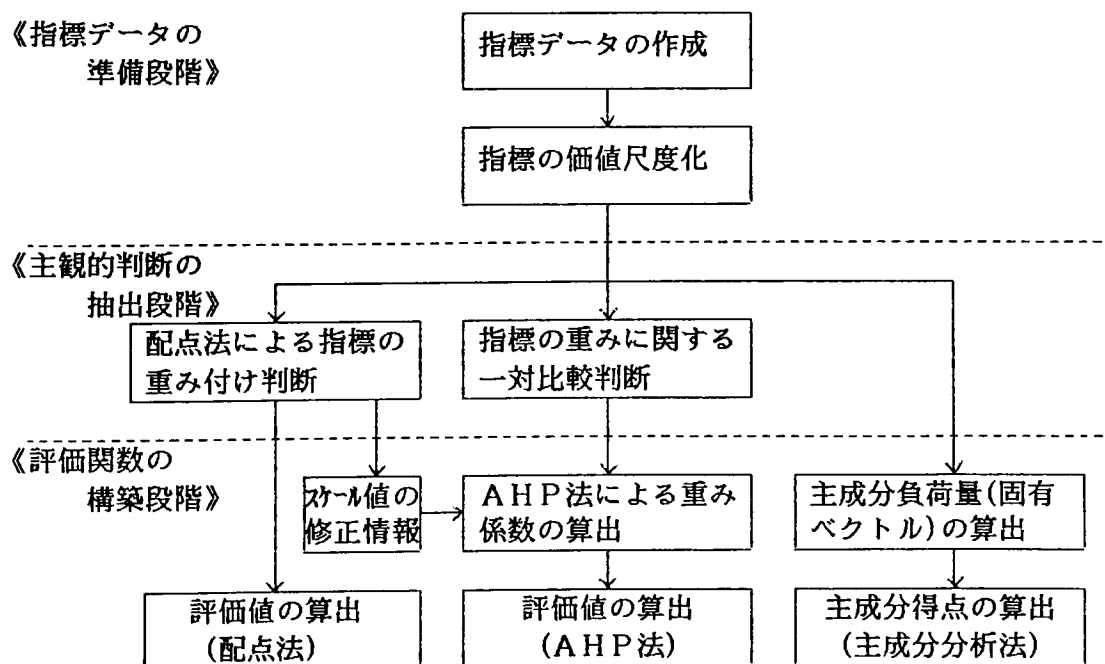 《指標データの
準備段階》
指標データの作成
指標の価値尺度化
《主観的判断の
抽出段階》
配点法による指標の
重み付け判断
指標の重みに関する
一対比較判断
《評価関数の
構築段階》
ｽｹｰﾙ値の
修正情報
ＡＨＰ法による重み
係数の算出
主成分負荷量(固有
ベクトル)の算出
評価値の算出
(配点法)
評価値の算出
(ＡＨＰ法)
主成分得点の算出
(主成分分析法)